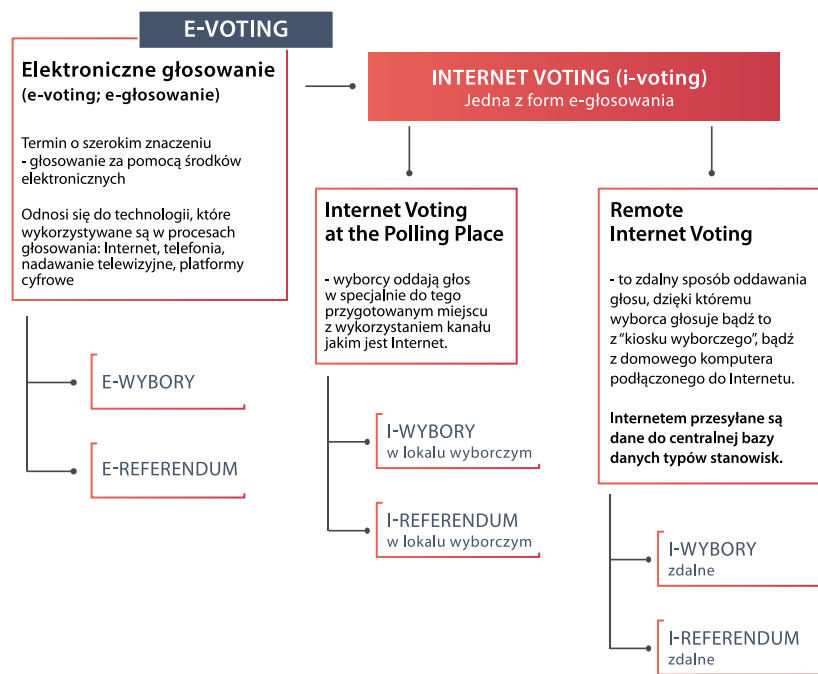 E-VOTING
Elektroniczne głosowanie
(e-voting; e-głosowanie)
Termin o szerokim znaczeniu
- głosowanie za pomocą środków
elektronicznych
Odnosi się do technologii, które
wykorzystywane są w procesach
głosowania: Internet, telefonia,
nadawanie telewizyjne, platformy
cyfrowe
E-WYBORY
E-REFERENDUM
INTERNET VOTING (i-voting)
Jedna z form e-głosowania
Internet Voting
at the Polling Place
- wyborcy oddają głos
w specjalnie do tego
przygotowanym miejscu
z wykorzystaniem kanału
jakim jest Internet.
I-WYBORY
w lokalu wyborczym
I-REFERENDUM
w lokalu wyborczym
Remote
Internet Voting
- to zdalny sposób oddawania
głosu, dzięki któremu
wyborca głosuje bądź to
z “kiosku wyborczego”, bądź
z domowego komputera
podłączonego do Internetu.
Internetem przesyłane są
dane do centralnej bazy
danych typów stanowisk.
I-WYBORY
zdalne
I-REFERENDUM
zdalne